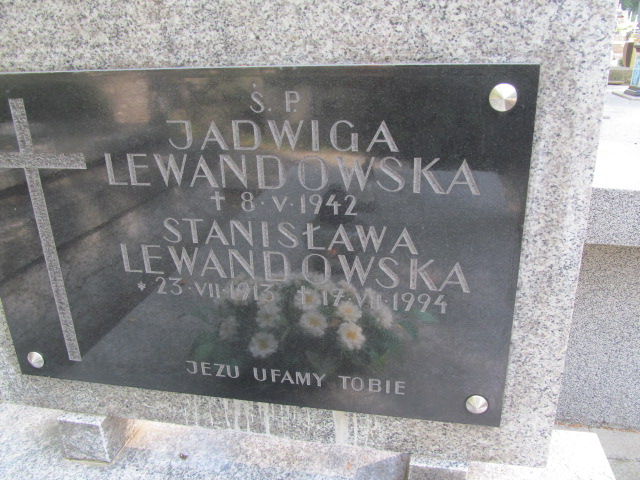 Ś. P.
JADWIGA
LEWANDOWSKA
† 8·V·1942
STANISŁAWA
LEWANDOWSKA
* 23·VII·1913 † 17·VII·1994
JEZU UFAMY TOBIE